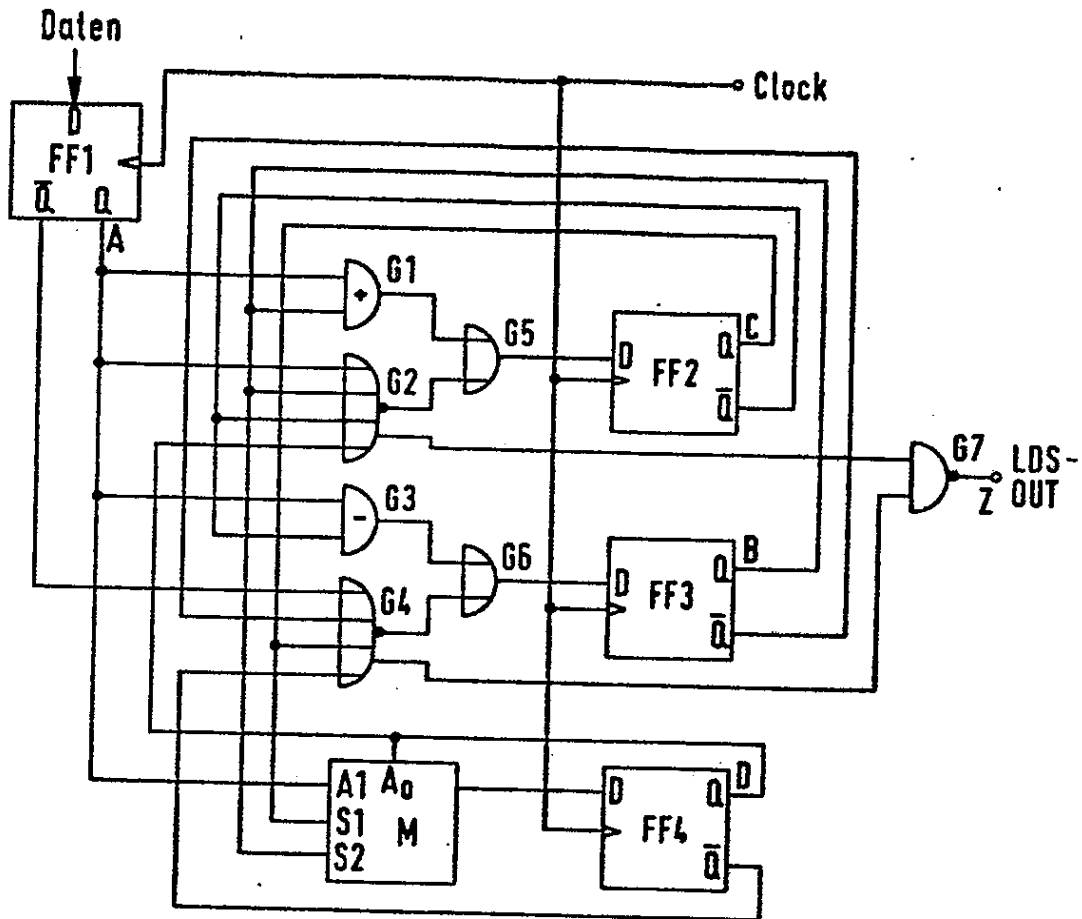 Daten
Clock
D
FF1
Q̅ Q
A
G1
+
G5
C
D Q
FF2
Q̅
G2
G7
LDS-
OUT
Z
G3
-
G6
B
D Q
FF3
Q̅
G4
D
A1 A0
S1 M
S2
D Q
FF4
Q̅